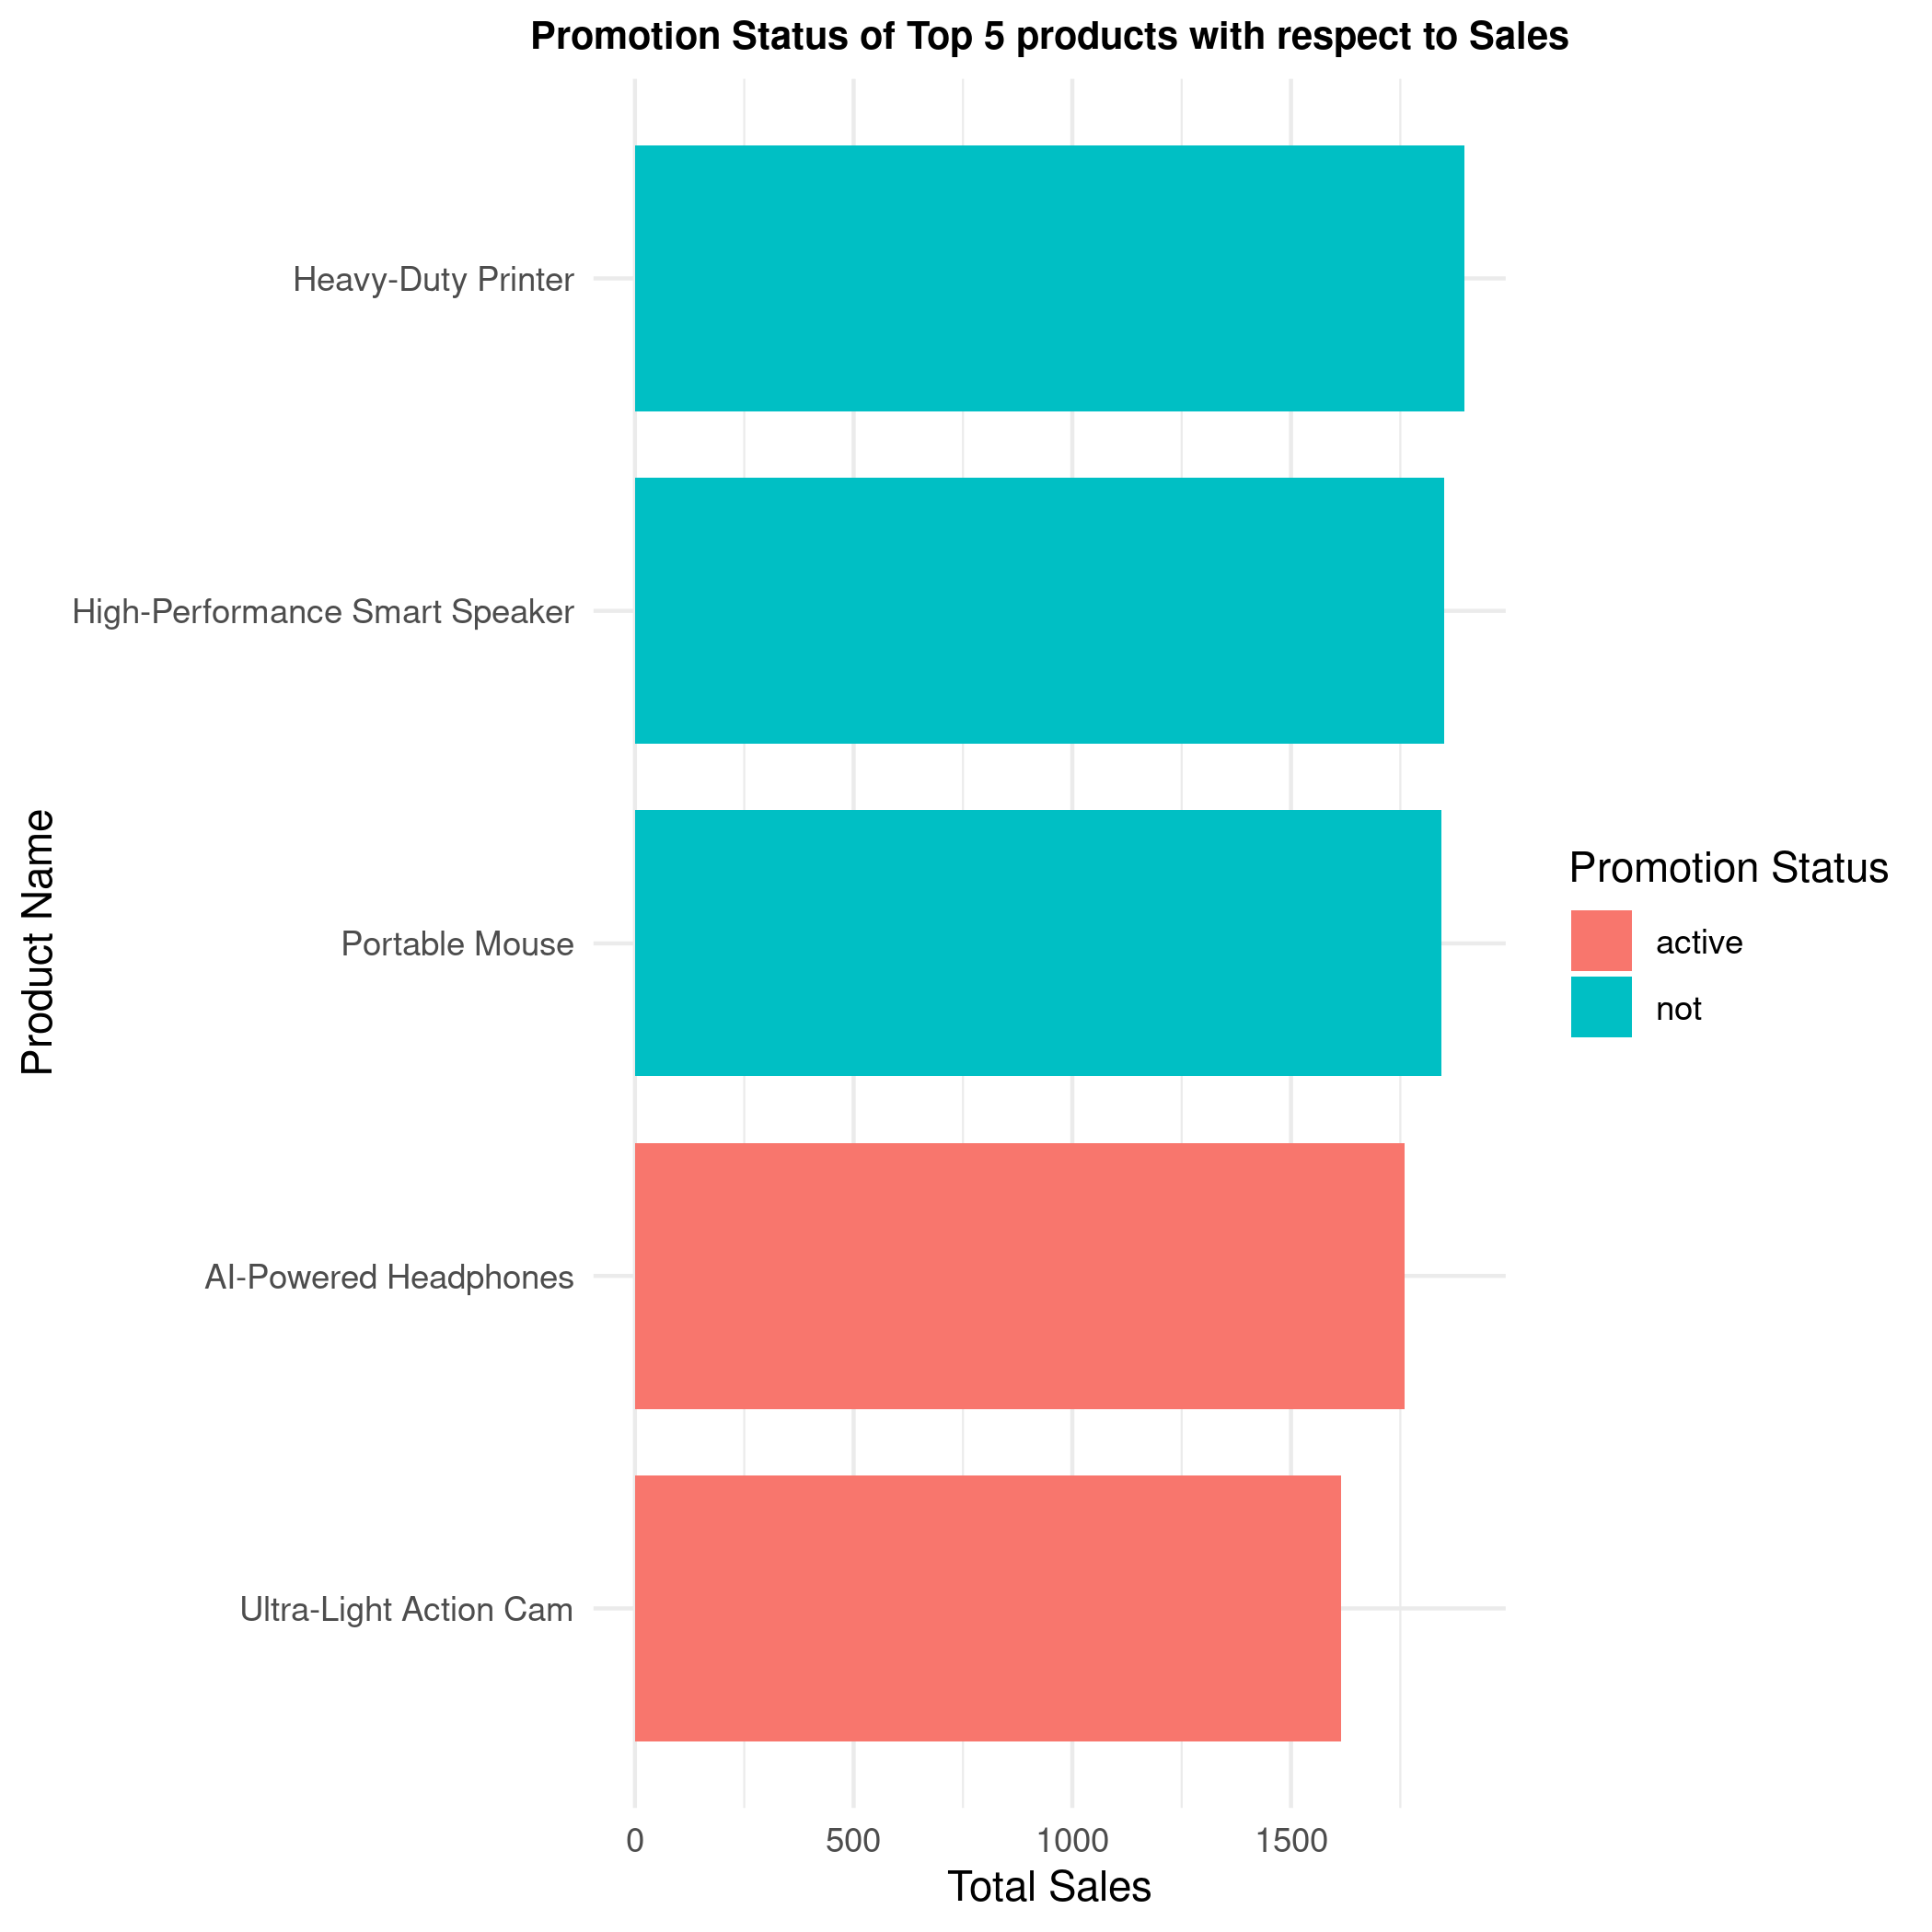 Promotion Status of Top 5 products with respect to Sales
Product Name
Heavy-Duty Printer
High-Performance Smart Speaker
Portable Mouse
AI-Powered Headphones
Ultra-Light Action Cam
0 500 1000 1500
Total Sales
Promotion Status
active
not